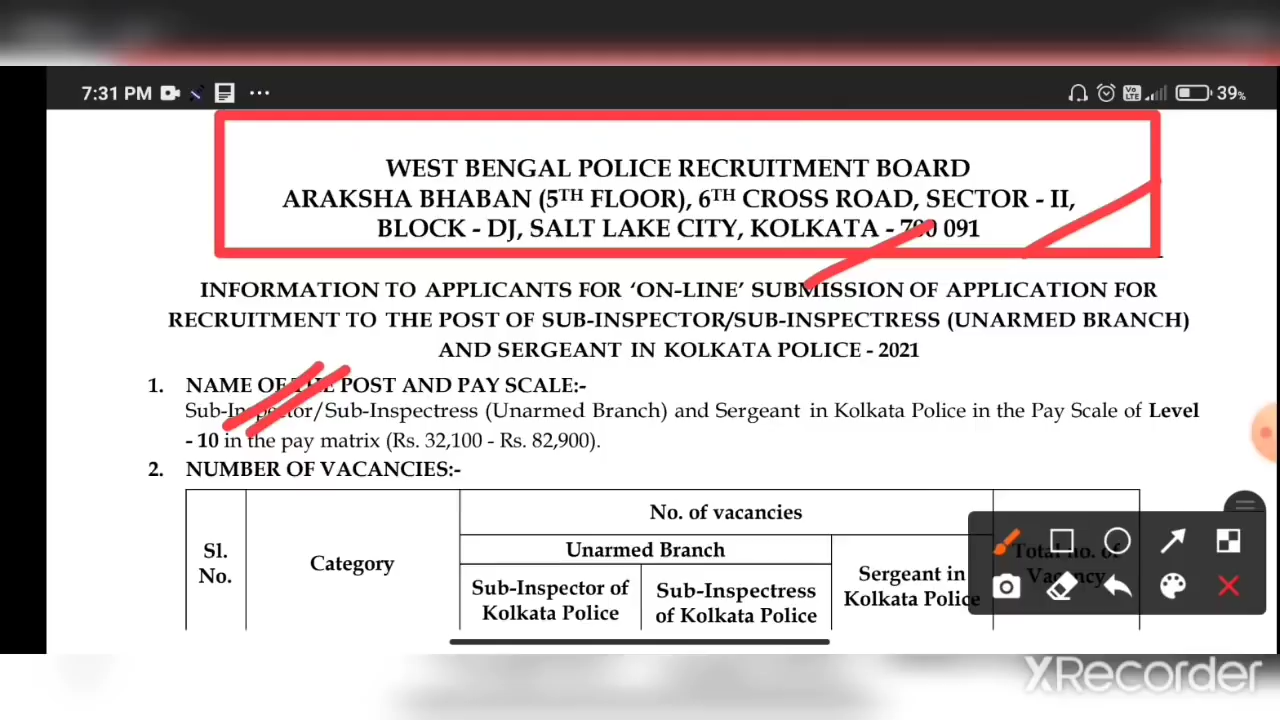 7:31 PM ...
Vo LTE 39%
WEST BENGAL POLICE RECRUITMENT BOARD
ARAKSHA BHABAN (5TH FLOOR), 6TH CROSS ROAD, SECTOR - II,
BLOCK - DJ, SALT LAKE CITY, KOLKATA - 700 091
INFORMATION TO APPLICANTS FOR ‘ON-LINE’ SUBMISSION OF APPLICATION FOR
RECRUITMENT TO THE POST OF SUB-INSPECTOR/SUB-INSPECTRESS (UNARMED BRANCH)
AND SERGEANT IN KOLKATA POLICE - 2021
1. NAME OF THE POST AND PAY SCALE:-
Sub-Inspector/Sub-Inspectress (Unarmed Branch) and Sergeant in Kolkata Police in the Pay Scale of Level
- 10 in the pay matrix (Rs. 32,100 - Rs. 82,900).
2. NUMBER OF VACANCIES:-
Sl.
No.
Category
No. of vacancies
Unarmed Branch
Sub-Inspector of
Kolkata Police
Sub-Inspectress
of Kolkata Police
Sergeant in
Kolkata Police
Total no. of
Vacancy
XRecorder